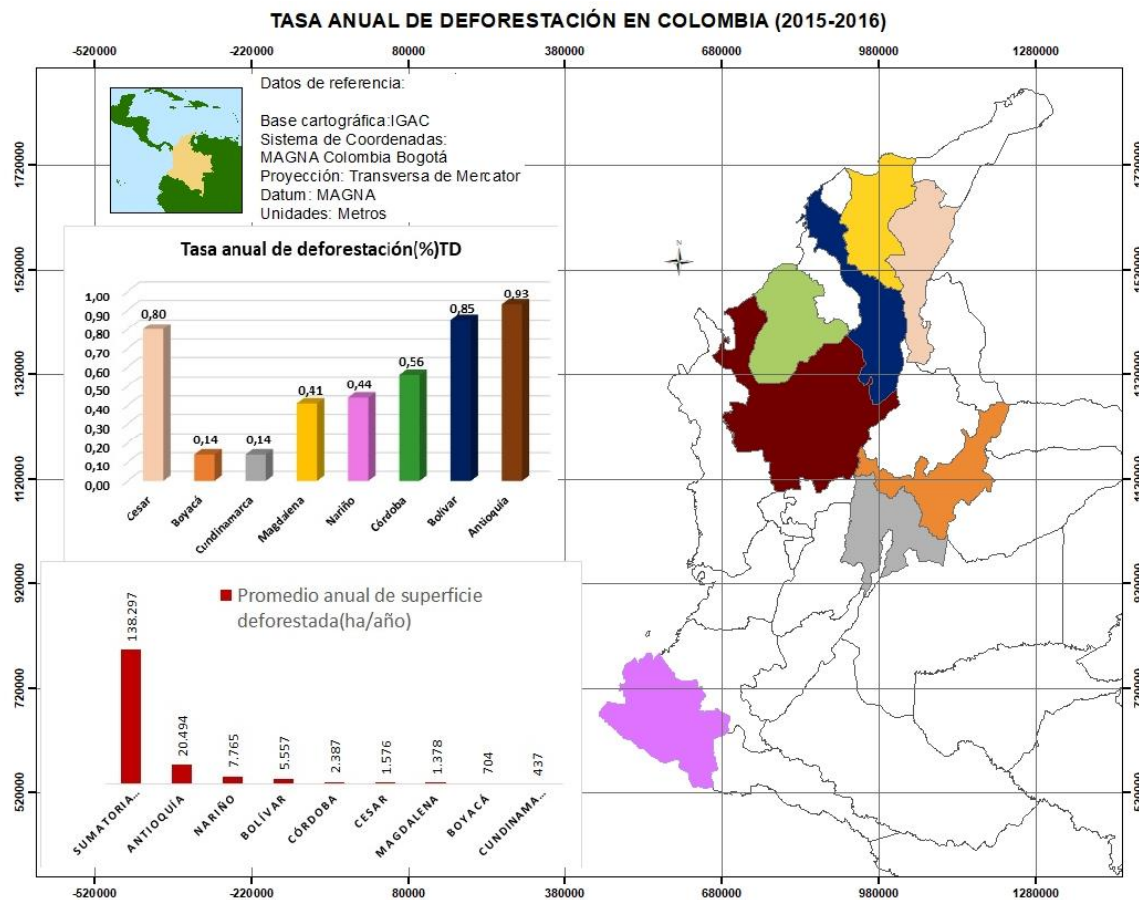 TASA ANUAL DE DEFORESTACIÓN EN COLOMBIA (2015-2016)
-520000 -220000 80000 380000 680000 980000 1280000
Datos de referencia:
Base cartográfica:IGAC
Sistema de Coordenadas:
MAGNA Colombia Bogotá
Proyección: Transversa de Mercator
Datum: MAGNA
Unidades: Metros
1720000
1520000
1320000
1120000
920000
720000
520000
Tasa anual de deforestación(%)TD
1,00
0,90
0,80
0,70
0,60
0,50
0,40
0,30
0,20
0,10
0,00
0,80
0,14
0,14
0,41
0,44
0,56
0,85
0,93
Cesar
Boyacá
Cundinamarca
Magdalena
Nariño
Córdoba
Bolívar
Antioquia
Promedio anual de superficie
deforestada(ha/año)
138.297
20.494
7.765
5.557
2.387
1.576
1.378
704
437
SUMATORIA...
ANTIOQUÍA
NARIÑO
BOLÍVAR
CÓRDOBA
CESAR
MAGDALENA
BOYACÁ
CUNDINAMA...
N
1720000
1520000
1320000
1120000
920000
720000
520000
-520000 -220000 80000 380000 680000 980000 1280000